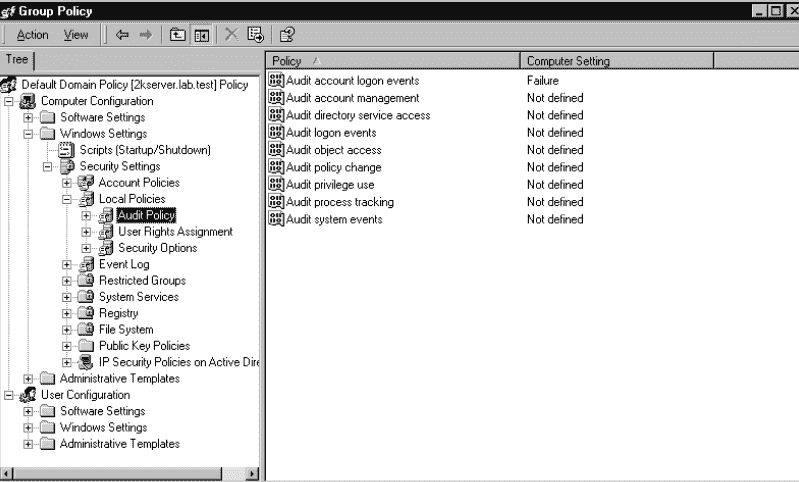 Group Policy
Action View
Tree
Policy Computer Setting
Default Domain Policy [2kserver.lab.test] Policy
Computer Configuration
Software Settings
Windows Settings
Scripts (Startup/Shutdown)
Security Settings
Account Policies
Local Policies
Audit Policy
User Rights Assignment
Security Options
Event Log
Restricted Groups
System Services
Registry
File System
Public Key Policies
IP Security Policies on Active Dire
Administrative Templates
User Configuration
Software Settings
Windows Settings
Administrative Templates
Audit account logon events Failure
Audit account management Not defined
Audit directory service access Not defined
Audit logon events Not defined
Audit object access Not defined
Audit policy change Not defined
Audit privilege use Not defined
Audit process tracking Not defined
Audit system events Not defined